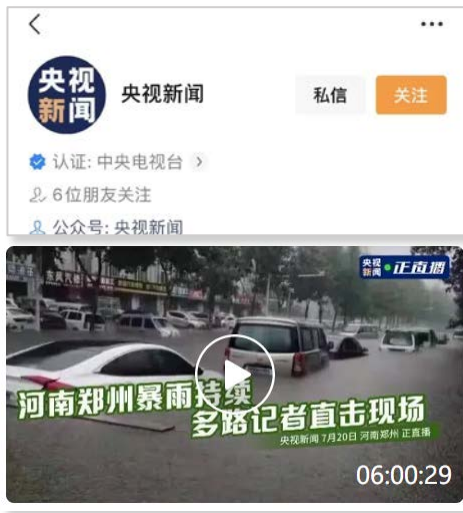 央视
新闻
央视新闻
私信
关注
认证: 中央电视台
6位朋友关注
公众号: 央视新闻
央视
新闻
正直播
河南郑州暴雨持续
多路记者直击现场
央视新闻 7月20日 河南郑州 正直播
06:00:29